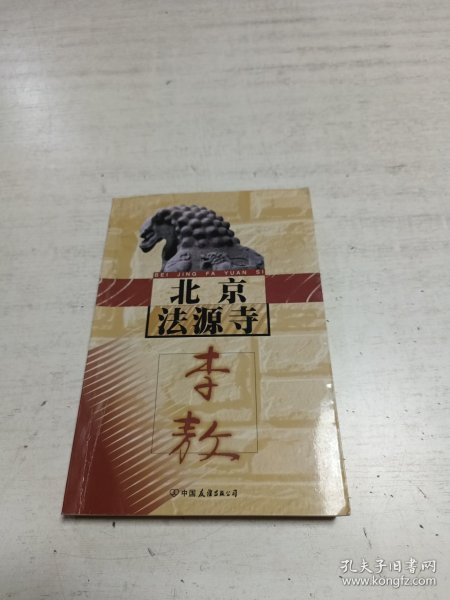 BEI JING FA YUAN SI
北京
法源寺
李敖
中国友谊出版公司
孔夫子旧书网
www.kongfz.com